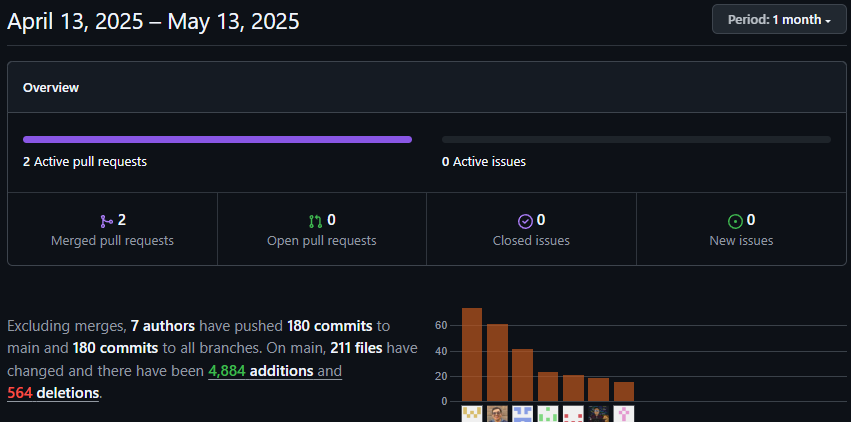 April 13, 2025 – May 13, 2025
Period: 1 month
Overview
2 Active pull requests
0 Active issues
2
Merged pull requests
0
Open pull requests
0
Closed issues
0
New issues
Excluding merges, 7 authors have pushed 180 commits to
main and 180 commits to all branches. On main, 211 files have
changed and there have been 4,884 additions and
564 deletions.
60
40
20
0